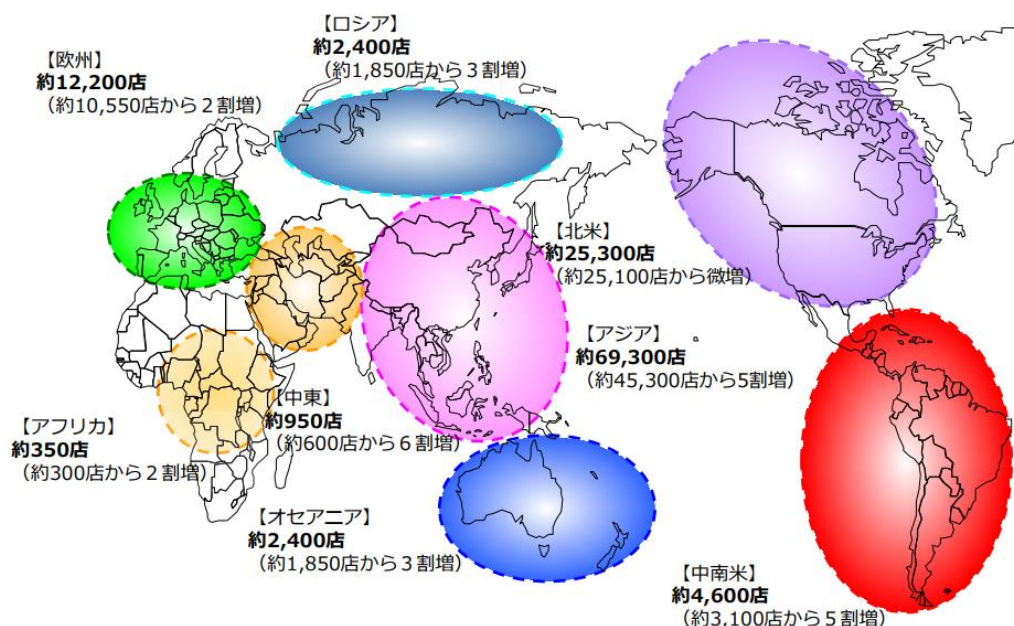 【ロシア】
約2,400店
（約1,850店から３割増）
【欧州】
約12,200店
（約10,550店から２割増）
【北米】
約25,300店
（約25,100店から微増）
【アジア】
約69,300店
（約45,300店から5割増）
【中東】
約950店
（約600店から６割増）
【アフリカ】
約350店
（約300店から２割増）
【オセアニア】
約2,400店
（約1,850店から３割増）
【中南米】
約4,600店
（約3,100店から５割増）